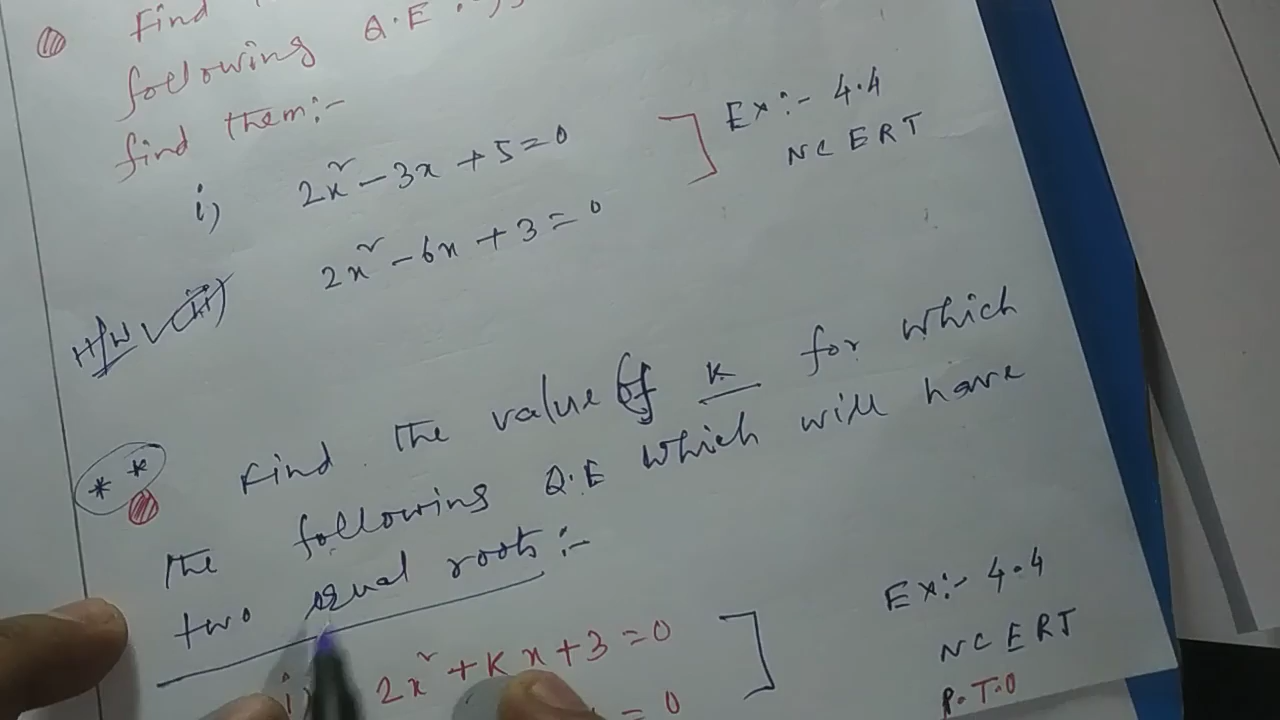 Find
following Q.E
find them:-
i) 2x² - 3x + 5 = 0
Ex:- 4.4
NCERT
H/W ✓ (ii) 2x² - 6x + 3 = 0
** Find the value of k for which
the following Q.E which will have
two equal roots:-
i) 2x² + Kx + 3 = 0
Ex:- 4.4
NCERT
= 0
P.T.O